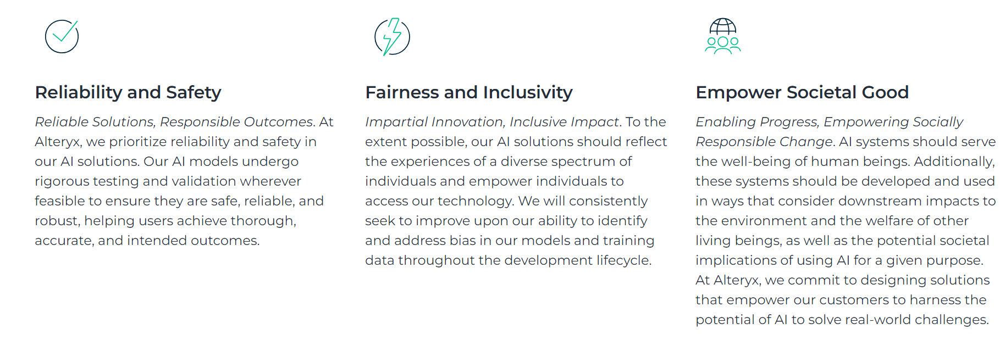 Reliability and Safety
Reliable Solutions, Responsible Outcomes. At
Alteryx, we prioritize reliability and safety in
our AI solutions. Our AI models undergo
rigorous testing and validation wherever
feasible to ensure they are safe, reliable, and
robust, helping users achieve thorough,
accurate, and intended outcomes.
Fairness and Inclusivity
Impartial Innovation, Inclusive Impact. To the
extent possible, our AI solutions should reflect
the experiences of a diverse spectrum of
individuals and empower individuals to
access our technology. We will consistently
seek to improve upon our ability to identify
and address bias in our models and training
data throughout the development lifecycle.
Empower Societal Good
Enabling Progress, Empowering Socially
Responsible Change. AI systems should serve
the well-being of human beings. Additionally,
these systems should be developed and used
in ways that consider downstream impacts to
the environment and the welfare of other
living beings, as well as the potential societal
implications of using AI for a given purpose.
At Alteryx, we commit to designing solutions
that empower our customers to harness the
potential of AI to solve real-world challenges.